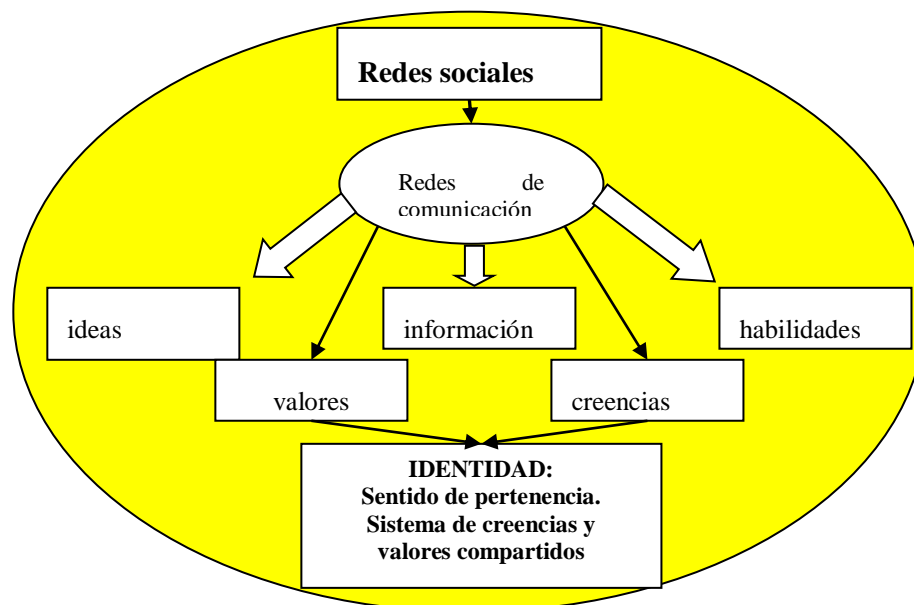 Redes sociales
Redes de
comunicación
ideas
información
habilidades
valores
creencias
IDENTIDAD:
Sentido de pertenencia.
Sistema de creencias y
valores compartidos